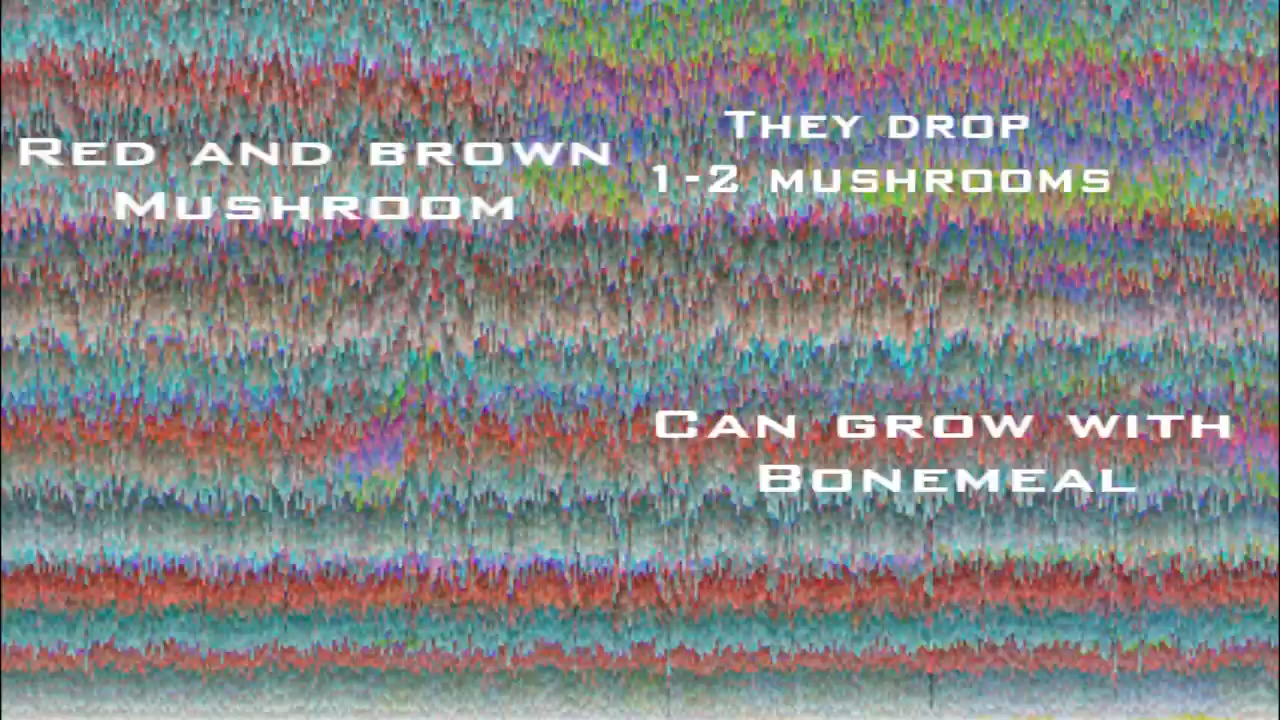 Red and brown
Mushroom
They drop
1-2 mushrooms
Can grow with
Bonemeal